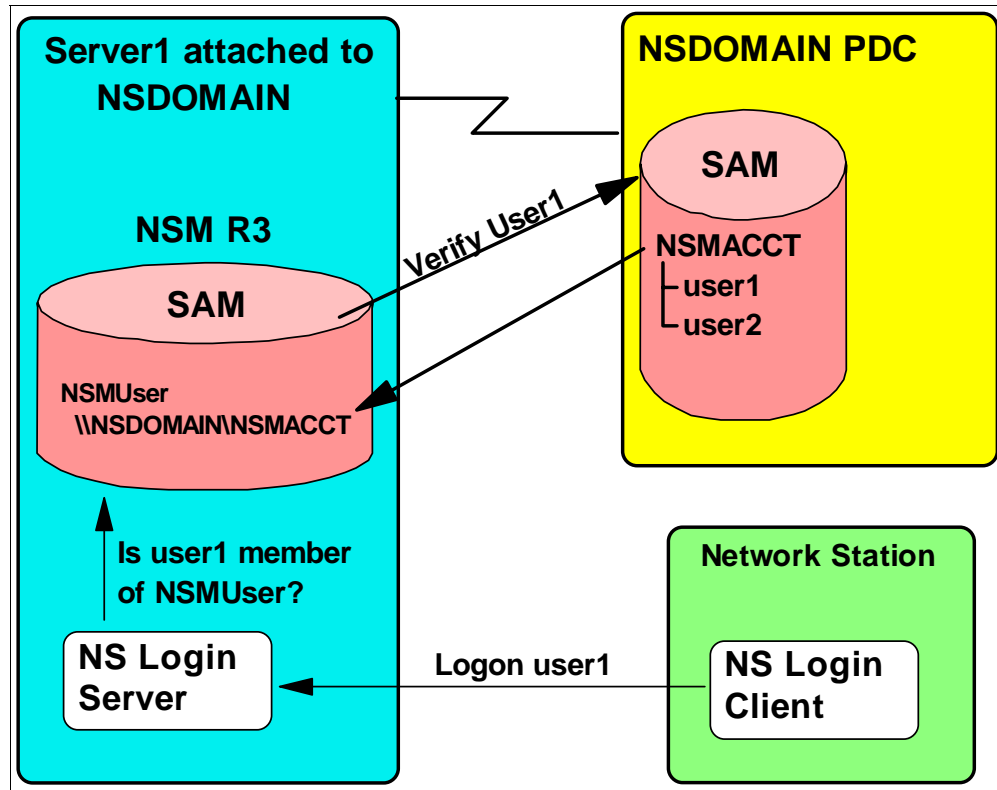 Server1 attached to
NSDOMAIN
NSM R3
SAM
NSMUser
\\NSDOMAIN\NSMACCT
Is user1 member
of NSMUser?
NS Login
Server
Verify User1
NSDOMAIN PDC
SAM
NSMACCT
user1
user2
Logon user1
Network Station
NS Login
Client